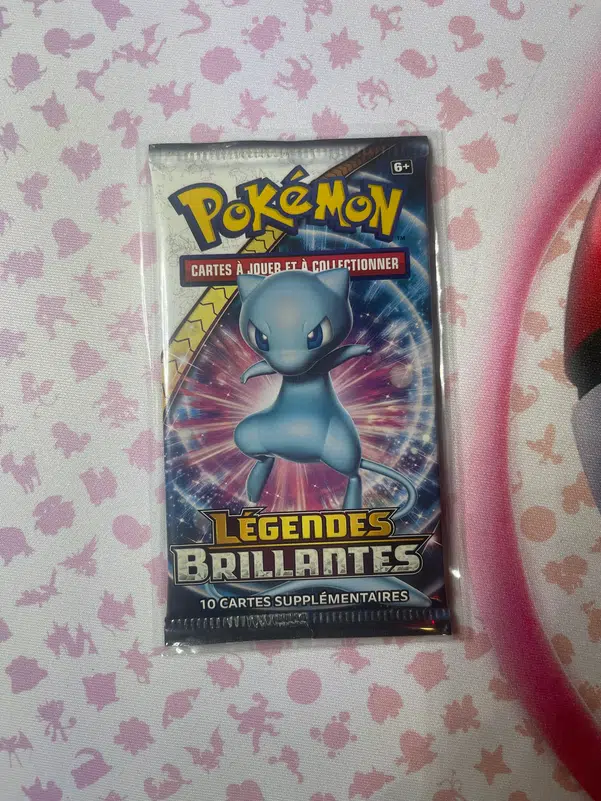 6+
POKÉMON
CARTES À JOUER ET À COLLECTIONNER
LÉGENDES
BRILLANTES
10 CARTES SUPPLÉMENTAIRES